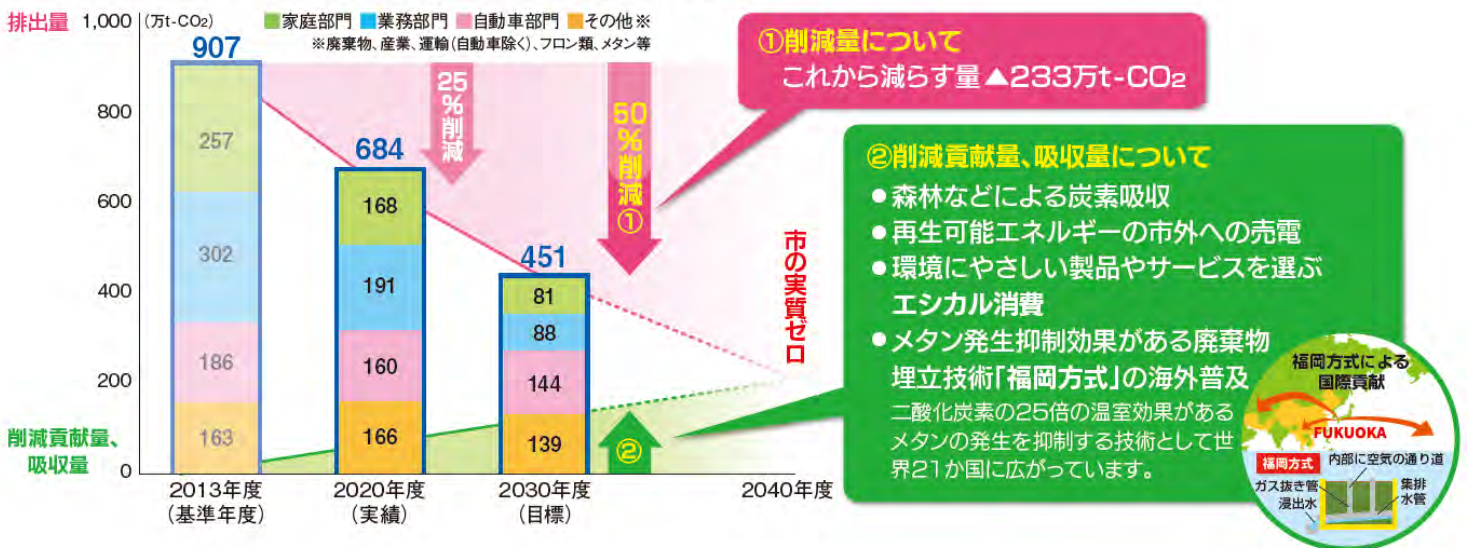 排出量
1,000
(万t-CO2)
家庭部門 業務部門 自動車部門 その他※
※廃棄物、産業、運輸(自動車除く)、フロン類、メタン等
800
600
400
200
0
削減貢献量、
吸収量
907
257
302
186
163
684
168
191
160
166
451
81
88
144
139
25%削減
50%削減①
②
市の実質ゼロ
2013年度
(基準年度)
2020年度
(実績)
2030年度
(目標)
2040年度
①削減量について
これから減らす量▲233万t-CO2
②削減貢献量、吸収量について
●森林などによる炭素吸収
●再生可能エネルギーの市外への売電
●環境にやさしい製品やサービスを選ぶ
エシカル消費
●メタン発生抑制効果がある廃棄物
埋立技術「福岡方式」の海外普及
二酸化炭素の25倍の温室効果がある
メタンの発生を抑制する技術として世
界21か国に広がっています。
福岡方式による
国際貢献
FUKUOKA
福岡方式
内部に空気の通り道
ガス抜き管
浸出水
集排
水管